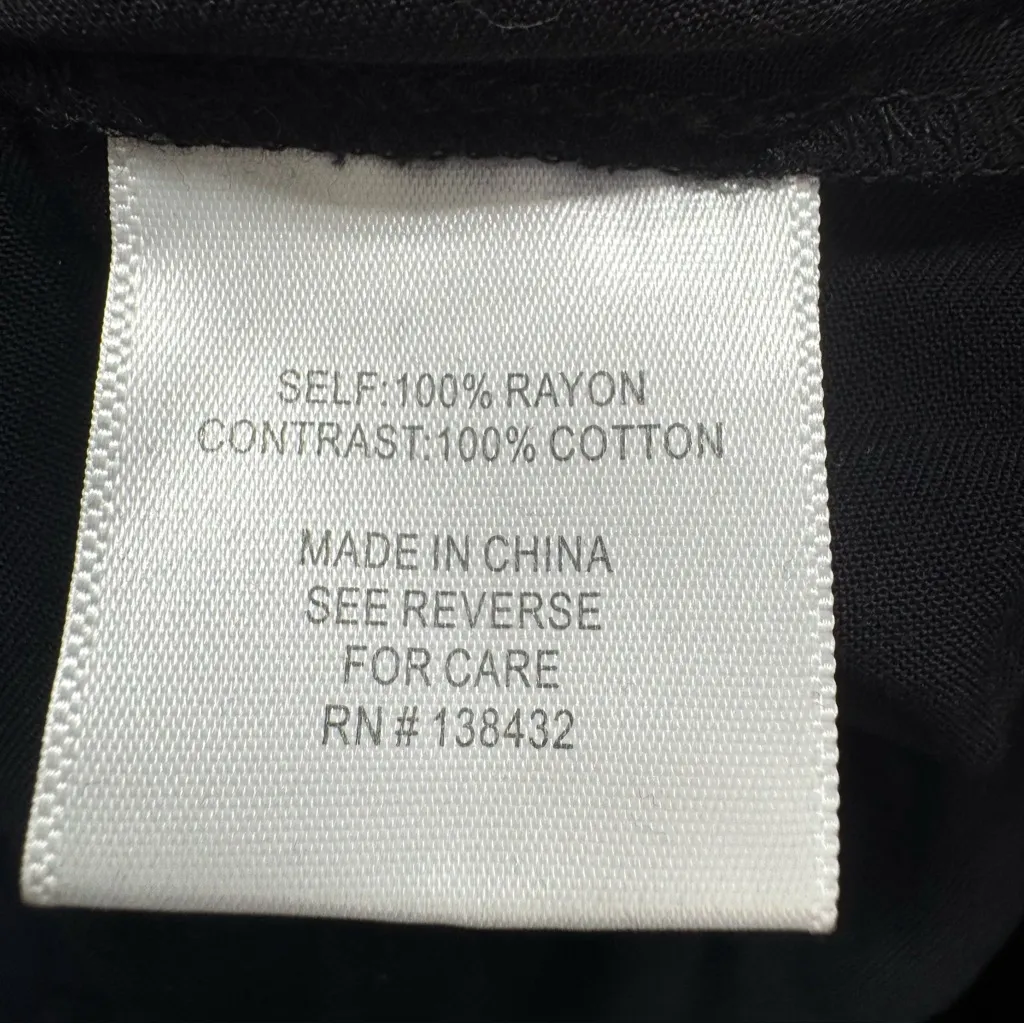 SELF:100% RAYON
CONTRAST:100% COTTON
MADE IN CHINA
SEE REVERSE
FOR CARE
RN # 138432